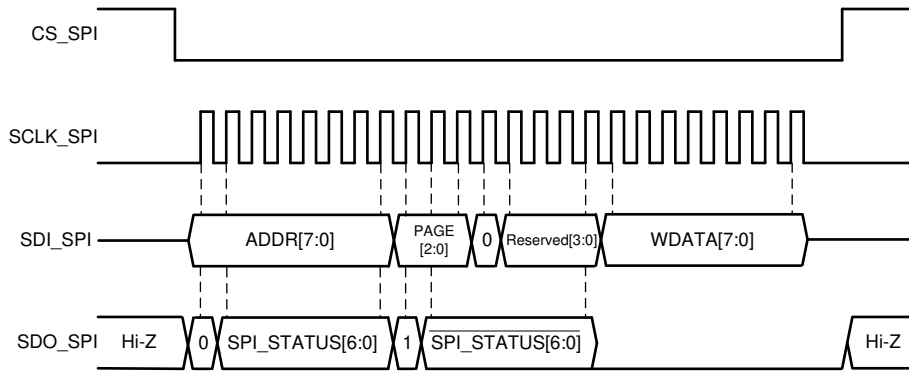 CS_SPI
SCLK_SPI
SDI_SPI
ADDR[7:0]
PAGE
[2:0]
0
Reserved[3:0]
WDATA[7:0]
SDO_SPI
Hi-Z
0
SPI_STATUS[6:0]
1
SPI_STATUS[6:0]
Hi-Z